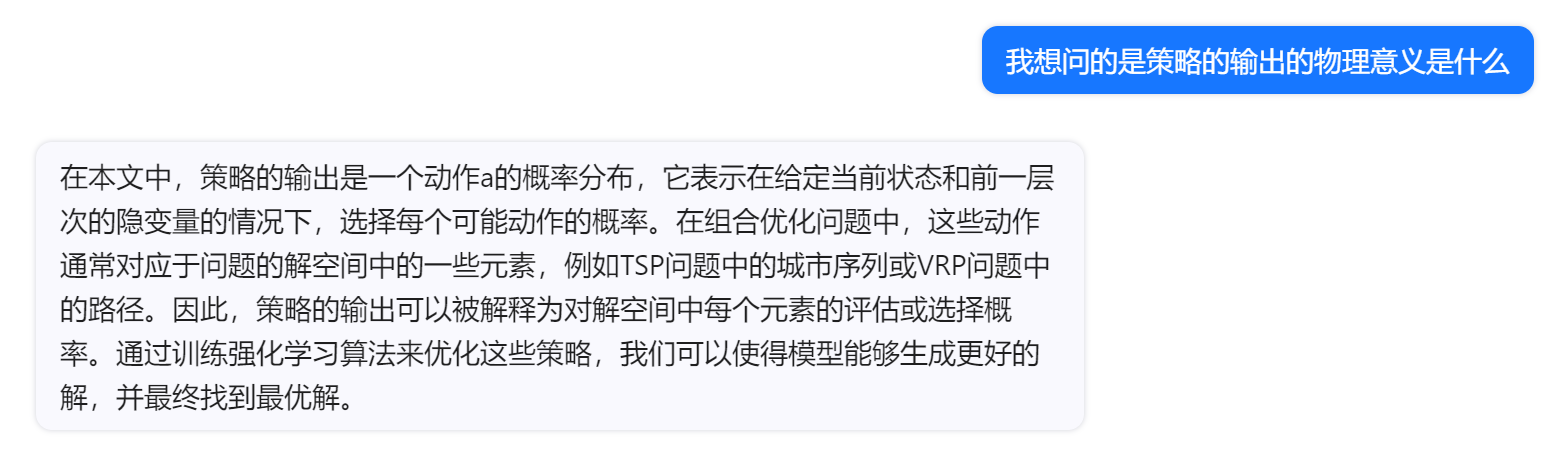 我想问的是策略的输出的物理意义是什么
在本文中，策略的输出是一个动作a的概率分布，它表示在给定当前状态和前一层
次的隐变量的情况下，选择每个可能动作的概率。在组合优化问题中，这些动作
通常对应于问题的解空间中的一些元素，例如TSP问题中的城市序列或VRP问题中
的路径。因此，策略的输出可以被解释为对解空间中每个元素的评估或选择概
率。通过训练强化学习算法来优化这些策略，我们可以使得模型能够生成更好的
解，并最终找到最优解。